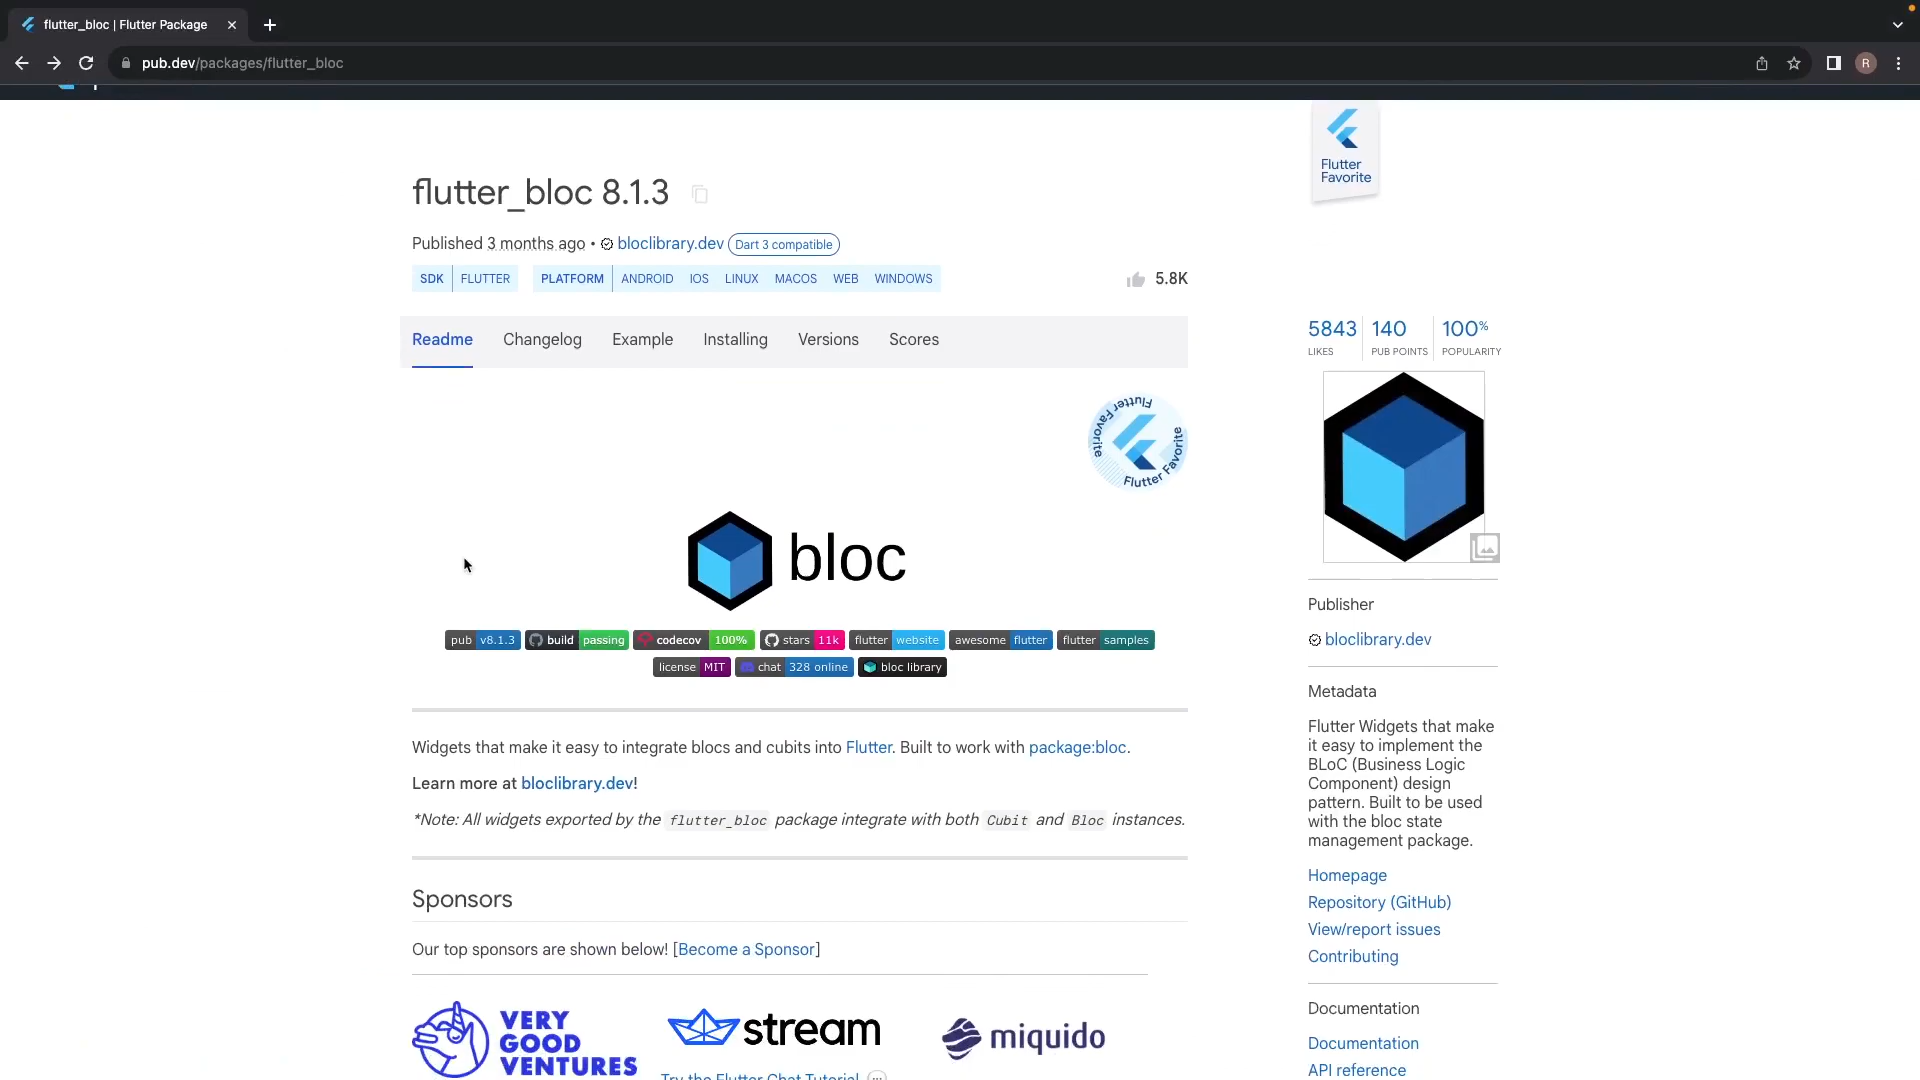 flutter_bloc | Flutter Package
pub.dev/packages/flutter_bloc
R
Flutter
Favorite
flutter_bloc 8.1.3
Published 3 months ago • bloclibrary.dev Dart 3 compatible
SDK FLUTTER PLATFORM ANDROID IOS LINUX MACOS WEB WINDOWS
5.8K
Readme Changelog Example Installing Versions Scores
5843 140 100%
LIKES PUB POINTS POPULARITY
Flutter Favorite
Flutter Favorite
bloc
pub v8.1.3 build passing codecov 100% stars 11k flutter website awesome flutter flutter samples
license MIT chat 328 online bloc library
Widgets that make it easy to integrate blocs and cubits into Flutter. Built to work with package:bloc.
Learn more at bloclibrary.dev!
*Note: All widgets exported by the flutter_bloc package integrate with both Cubit and Bloc instances.
Sponsors
Our top sponsors are shown below! [Become a Sponsor]
VERY
GOOD
VENTURES
stream
miquido
Try the Flutter Chat Tutorial
Publisher
bloclibrary.dev
Metadata
Flutter Widgets that make
it easy to implement the
BLoC (Business Logic
Component) design
pattern. Built to be used
with the bloc state
management package.
Homepage
Repository (GitHub)
View/report issues
Contributing
Documentation
Documentation
API reference